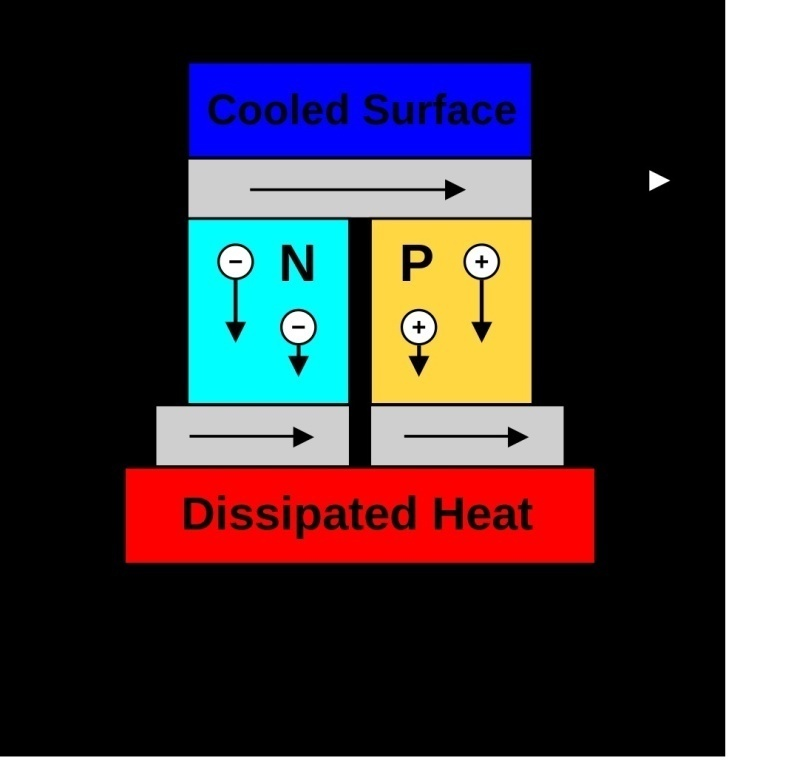 Cooled Surface
− N P +
− +
Dissipated Heat